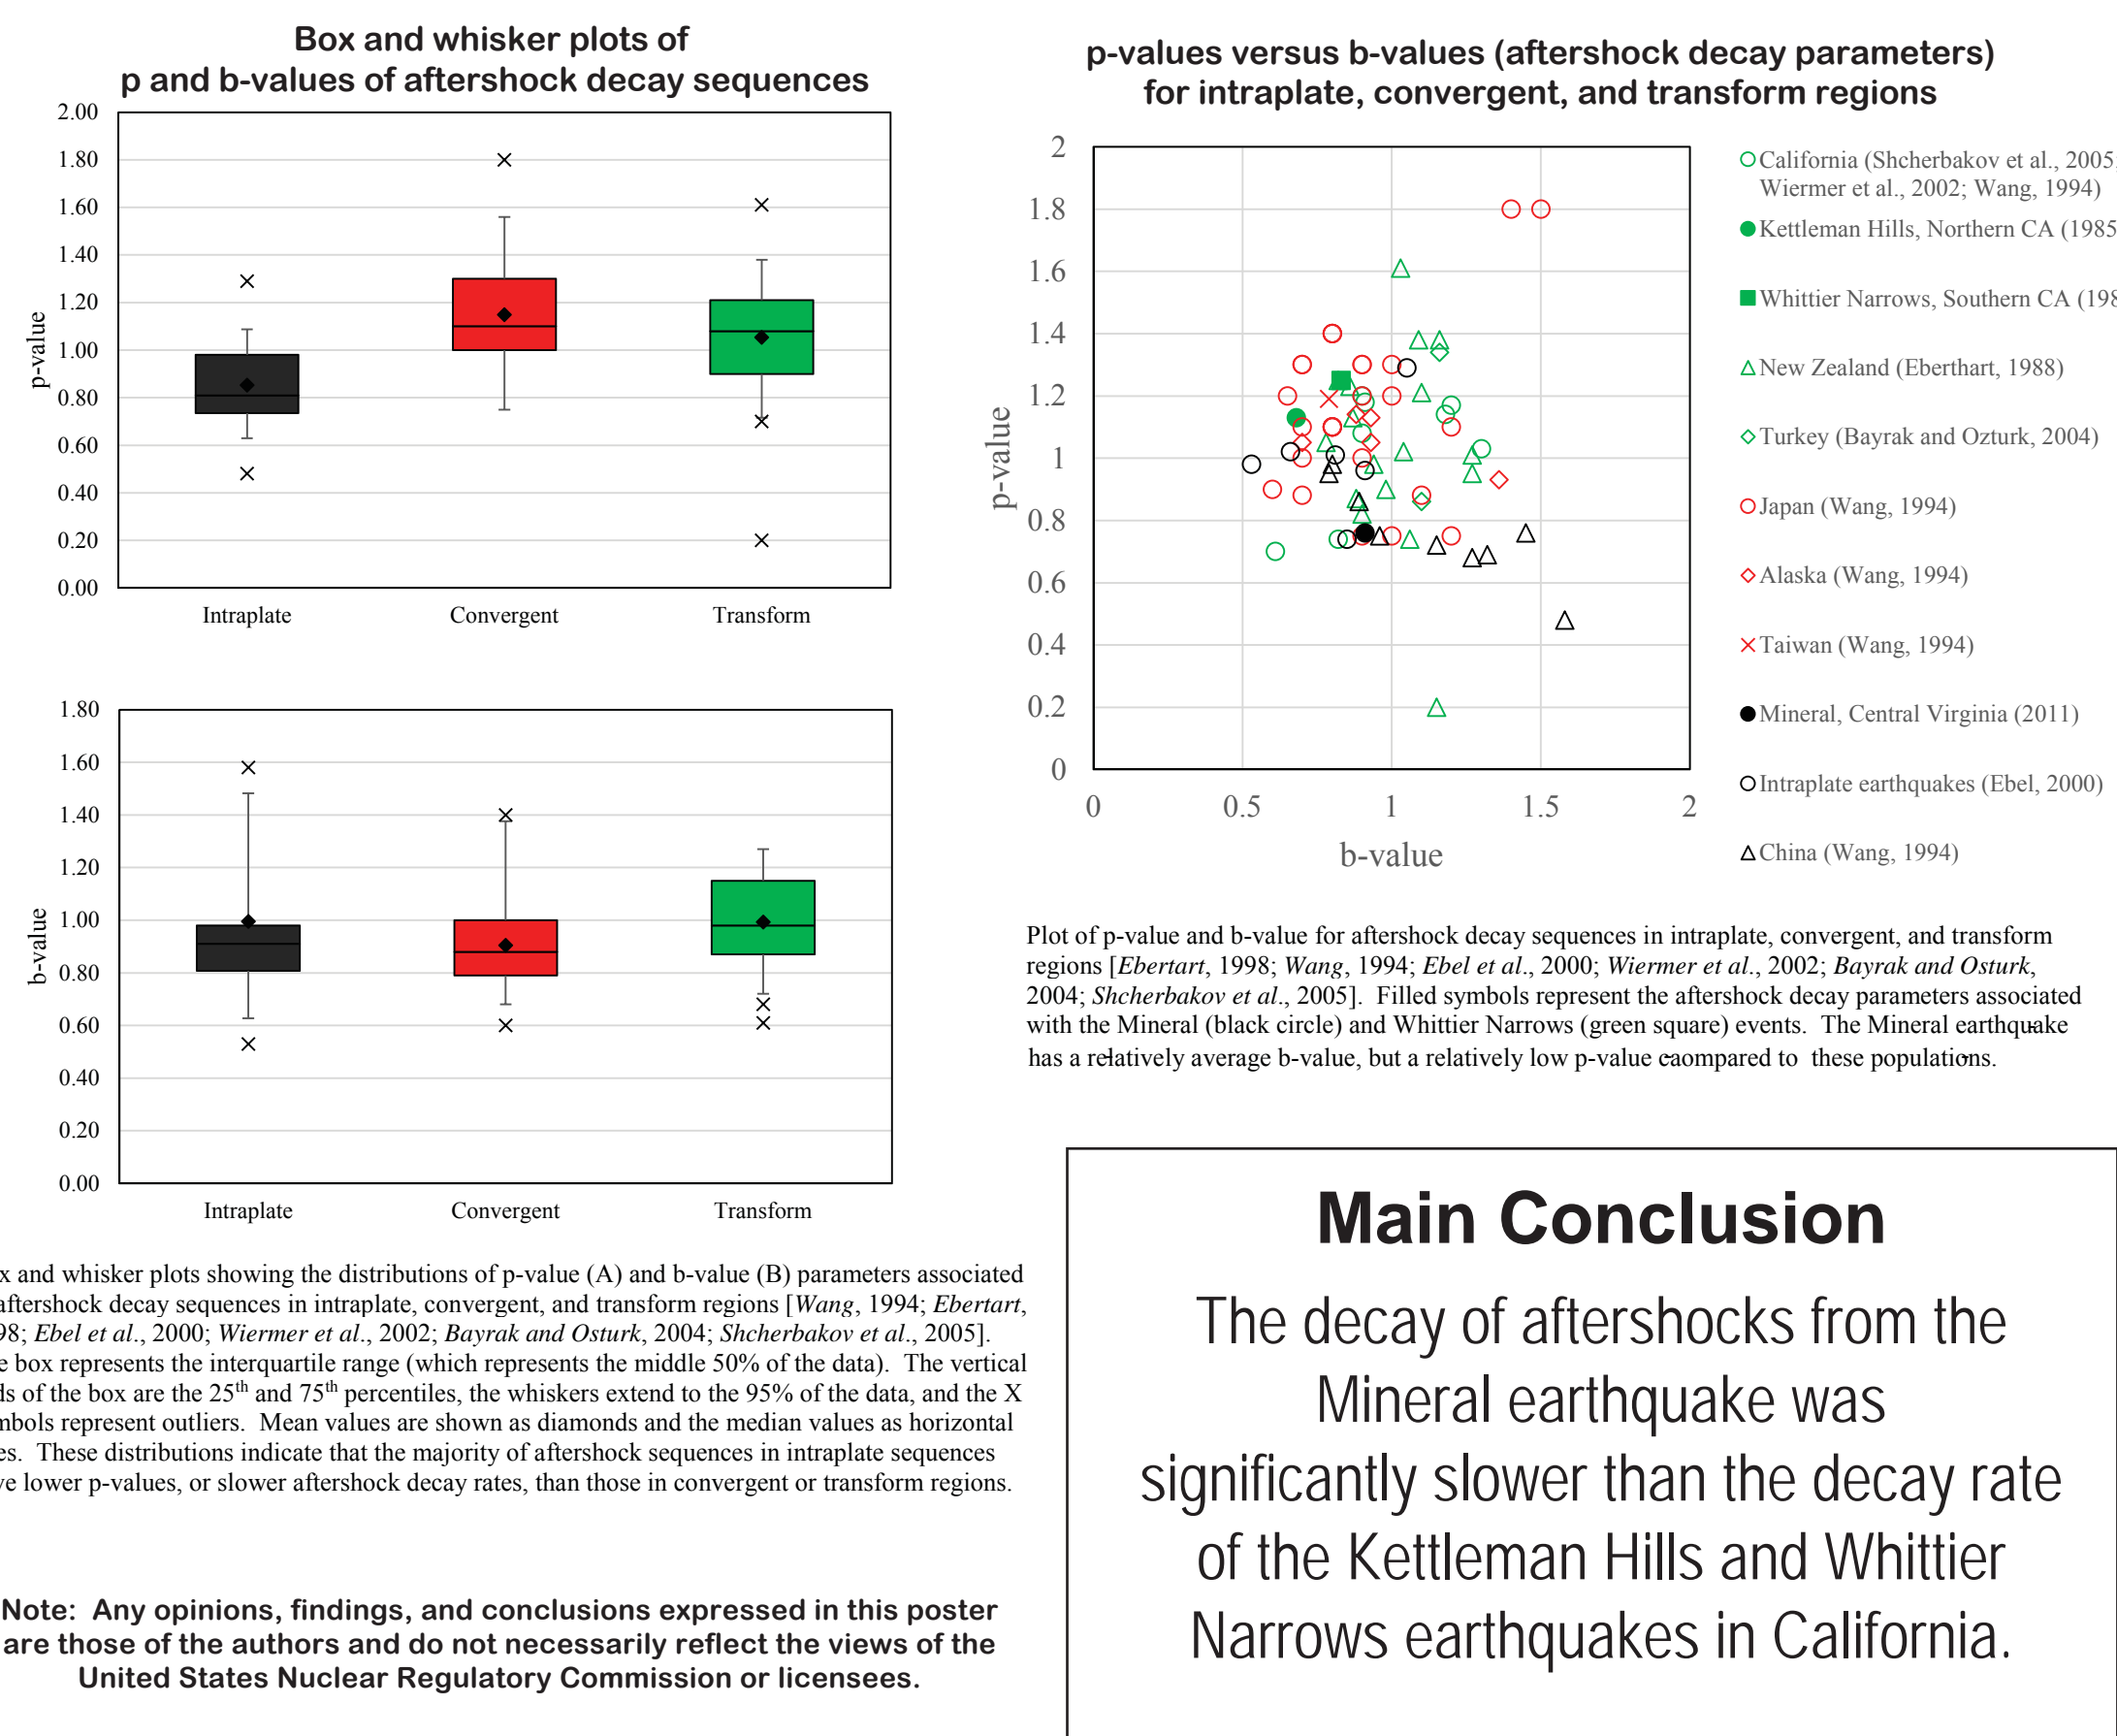 Box and whisker plots of
p and b-values of aftershock decay sequences
2.00
1.80
1.60
1.40
1.20
1.00
0.80
0.60
0.40
0.20
0.00
p-value
Intraplate Convergent Transform
1.80
1.60
1.40
1.20
1.00
0.80
0.60
0.40
0.20
0.00
b-value
Intraplate Convergent Transform
x and whisker plots showing the distributions of p-value (A) and b-value (B) parameters associated
aftershock decay sequences in intraplate, convergent, and transform regions [Wang, 1994; Ebertart,
98; Ebel et al., 2000; Wiermer et al., 2002; Bayrak and Osturk, 2004; Shcherbakov et al., 2005].
e box represents the interquartile range (which represents the middle 50% of the data). The vertical
ds of the box are the 25th and 75th percentiles, the whiskers extend to the 95% of the data, and the X
mbols represent outliers. Mean values are shown as diamonds and the median values as horizontal
es. These distributions indicate that the majority of aftershock sequences in intraplate sequences
ve lower p-values, or slower aftershock decay rates, than those in convergent or transform regions.
Note: Any opinions, findings, and conclusions expressed in this poster
are those of the authors and do not necessarily reflect the views of the
United States Nuclear Regulatory Commission or licensees.
p-values versus b-values (aftershock decay parameters)
for intraplate, convergent, and transform regions
2
1.8
1.6
1.4
1.2
1
0.8
0.6
0.4
0.2
0
p-value
0 0.5 1 1.5 2
b-value
California (Shcherbakov et al., 2005;
Wiermer et al., 2002; Wang, 1994)
Kettleman Hills, Northern CA (1985
Whittier Narrows, Southern CA (198
New Zealand (Eberthart, 1988)
Turkey (Bayrak and Ozturk, 2004)
Japan (Wang, 1994)
Alaska (Wang, 1994)
Taiwan (Wang, 1994)
Mineral, Central Virginia (2011)
Intraplate earthquakes (Ebel, 2000)
China (Wang, 1994)
Plot of p-value and b-value for aftershock decay sequences in intraplate, convergent, and transform
regions [Ebertart, 1998; Wang, 1994; Ebel et al., 2000; Wiermer et al., 2002; Bayrak and Osturk,
2004; Shcherbakov et al., 2005]. Filled symbols represent the aftershock decay parameters associated
with the Mineral (black circle) and Whittier Narrows (green square) events. The Mineral earthquake
has a relatively average b-value, but a relatively low p-value caompared to these populations.
Main Conclusion
The decay of aftershocks from the
Mineral earthquake was
significantly slower than the decay rate
of the Kettleman Hills and Whittier
Narrows earthquakes in California.